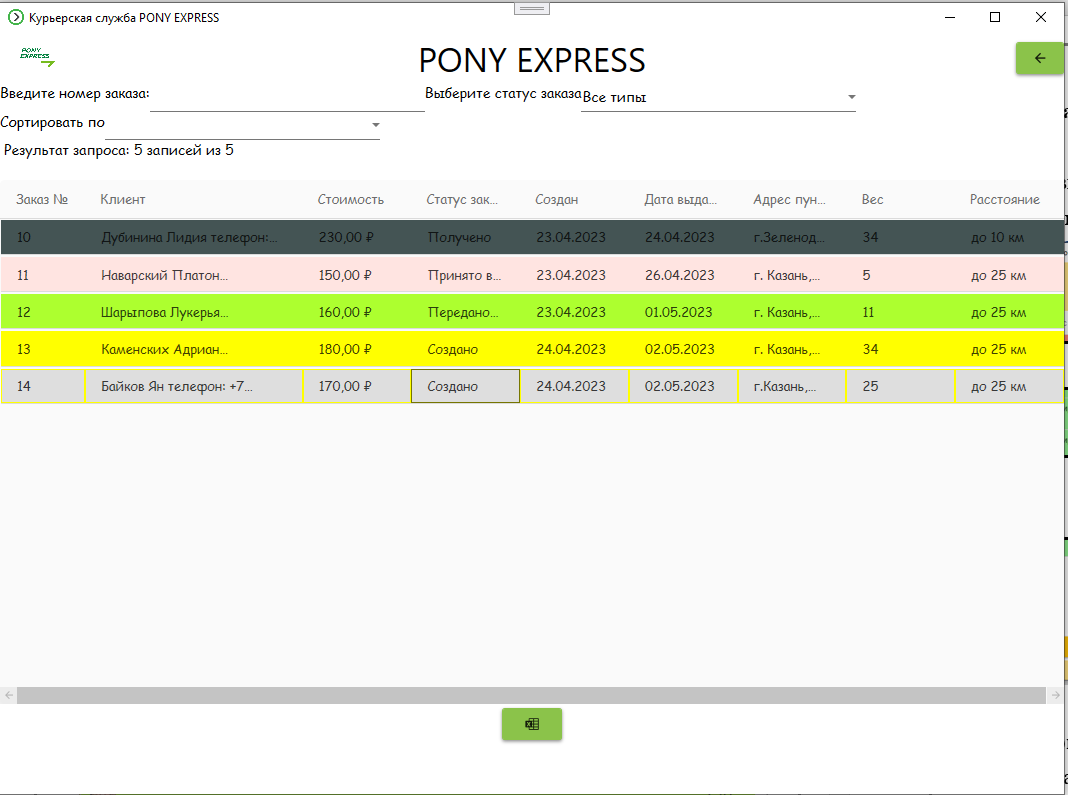 Курьерская служба PONY EXPRESS
PONY EXPRESS
PONY EXPRESS
Введите номер заказа: Выберите статус заказа Все типы
Сортировать по
Результат запроса: 5 записей из 5
Заказ № Клиент Стоимость Статус зак... Создан Дата выда... Адрес пун... Вес Расстояние
10 Дубинина Лидия телефон:... 230,00 ₽ Получено 23.04.2023 24.04.2023 г.Зеленод... 34 до 10 км
11 Наварский Платон... 150,00 ₽ Принято в... 23.04.2023 26.04.2023 г. Казань,... 5 до 25 км
12 Шарыпова Лукерья... 160,00 ₽ Передано... 23.04.2023 01.05.2023 г. Казань,... 11 до 25 км
13 Каменских Адриан... 180,00 ₽ Создано 24.04.2023 02.05.2023 г. Казань,... 34 до 25 км
14 Байков Ян телефон: +7... 170,00 ₽ Создано 24.04.2023 02.05.2023 г.Казань,... 25 до 25 км